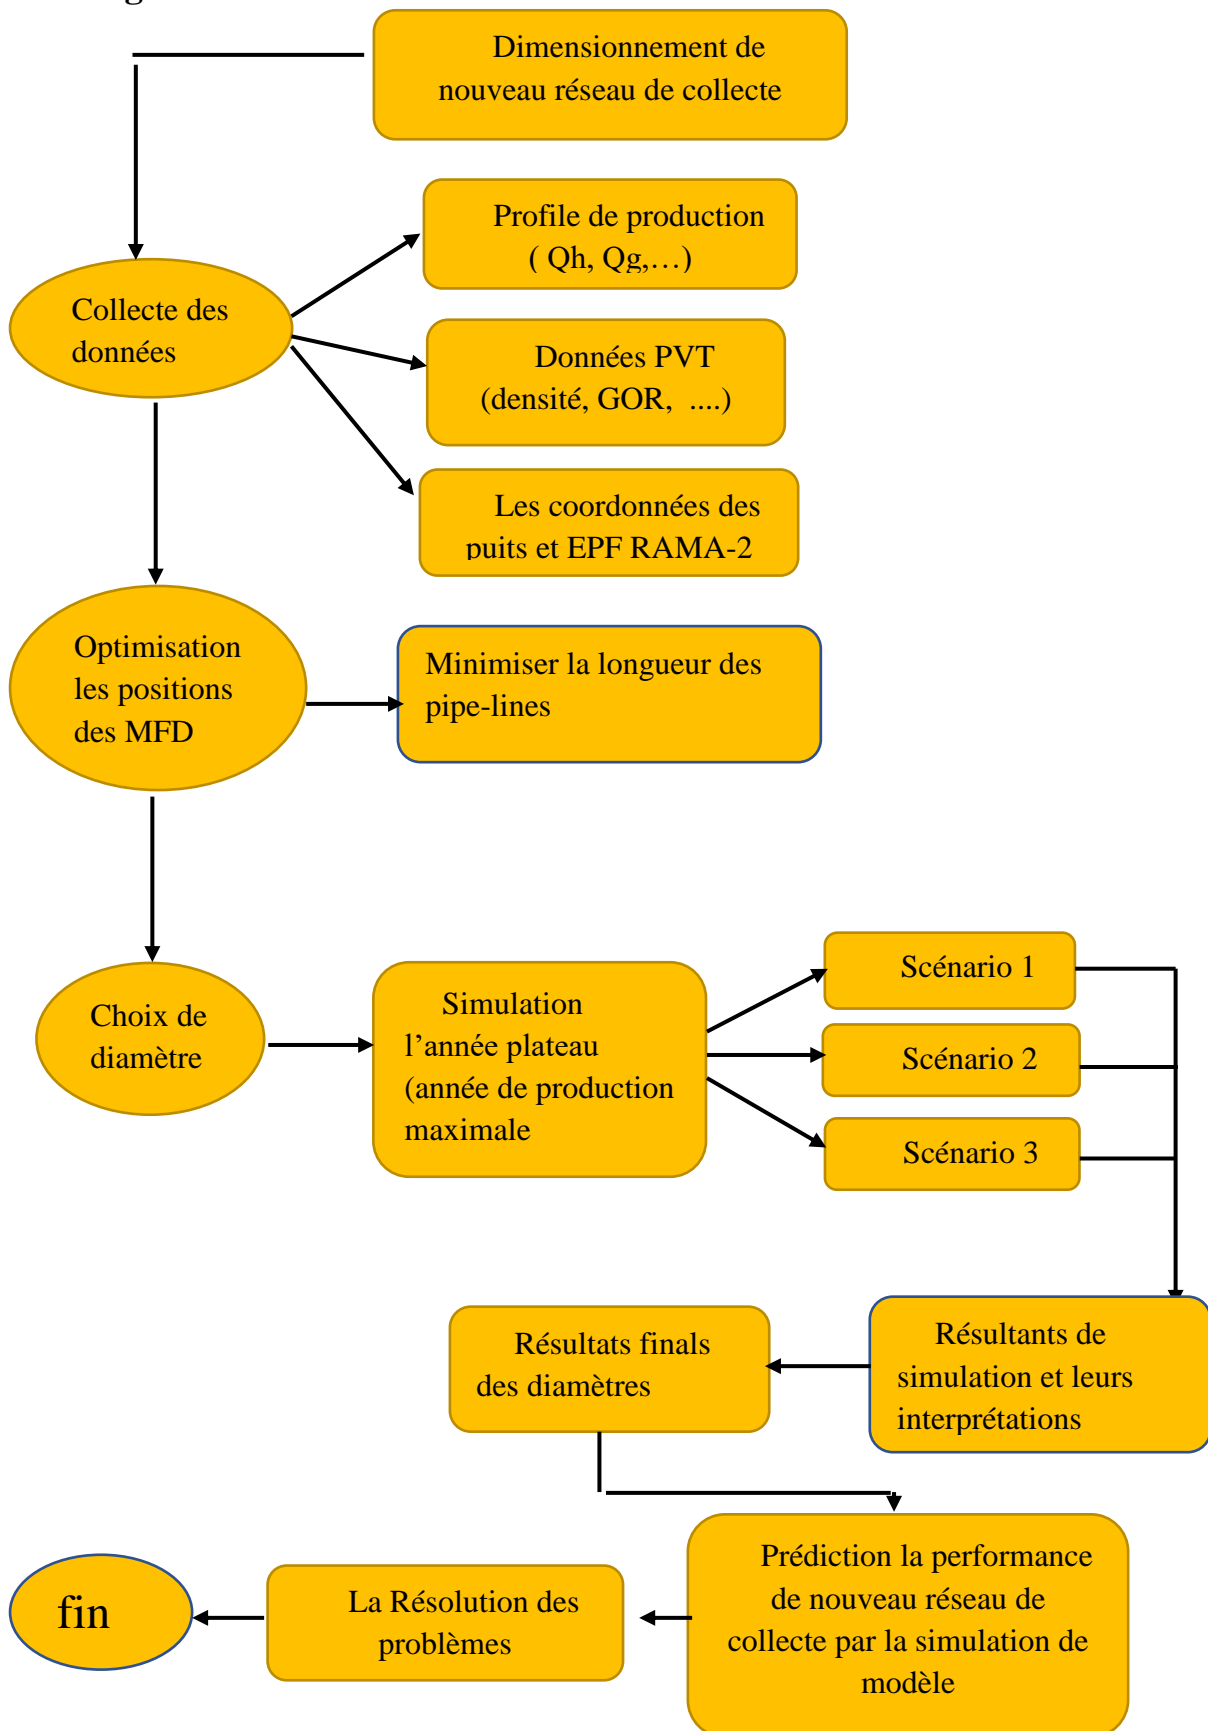 Dimensionnement de
nouveau réseau de collecte
Profile de production
( Qh, Qg,…)
Collecte des
données
Données PVT
(densité, GOR, ....)
Les coordonnées des
puits et EPF RAMA-2
Optimisation
les positions
des MFD
Minimiser la longueur des
pipe-lines
Choix de
diamètre
Simulation
l’année plateau
(année de production
maximale
Scénario 1
Scénario 2
Scénario 3
Résultants de
simulation et leurs
interprétations
Résultats finals
des diamètres
Prédiction la performance
de nouveau réseau de
collecte par la simulation de
modèle
La Résolution des
problèmes
fin